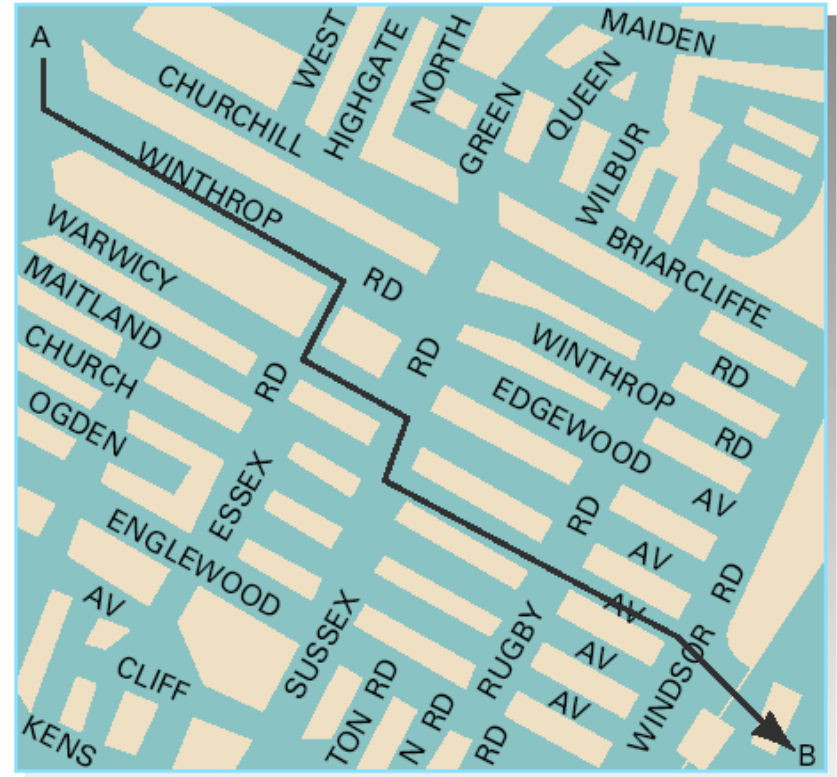 A
MAIDEN
WEST
HIGHGATE
NORTH
GREEN
QUEEN
WILBUR
CHURCHILL
WINTHROP
RD
BRIARCLIFFE
WARWICY
MAITLAND
CHURCH
OGDEN
RD
RD
WINTHROP
RD
EDGEWOOD
RD
AV
ESSEX
RD
AV
RD
ENGLEWOOD
AV
AV
SUSSEX
RUGBY
AV
WINDSOR
CLIFF
RD
AV
KENS
TON
N RD
RD
B